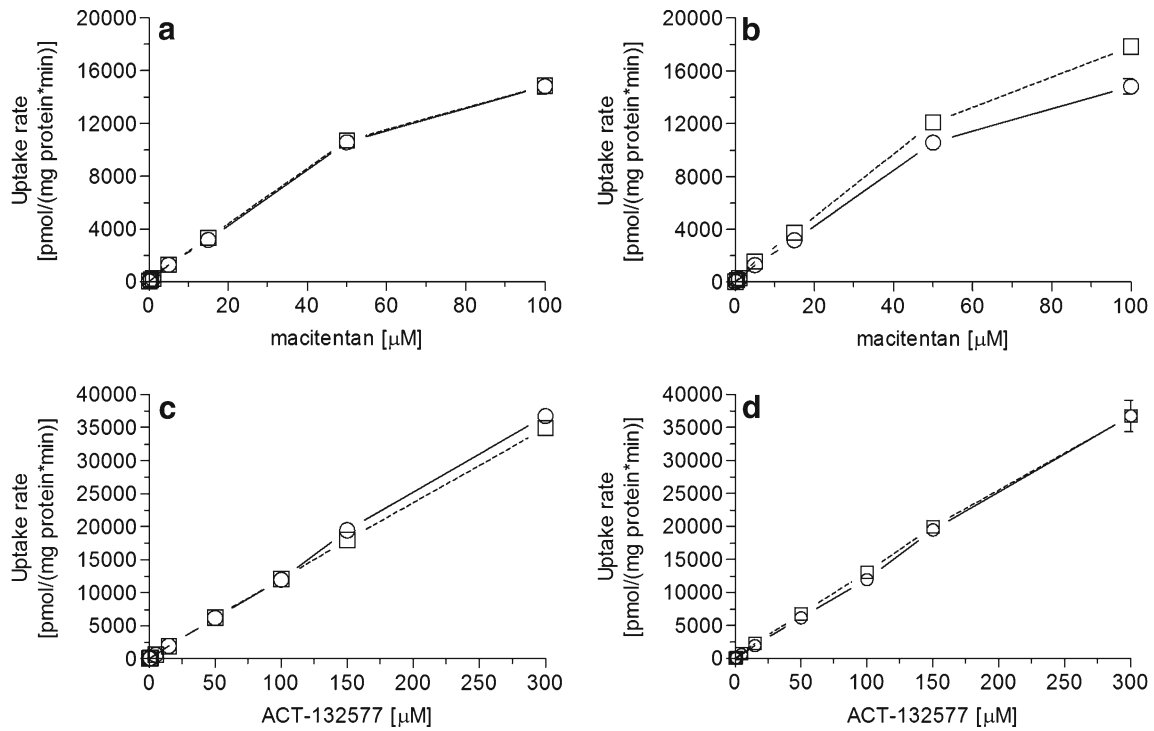 a
20000
16000
12000
8000
4000
0
Uptake rate
[pmol/(mg protein*min)]
0 20 40 60 80 100
macitentan [μM]
b
20000
16000
12000
8000
4000
0
Uptake rate
[pmol/(mg protein*min)]
0 20 40 60 80 100
macitentan [μM]
c
40000
35000
30000
25000
20000
15000
10000
5000
0
Uptake rate
[pmol/(mg protein*min)]
0 50 100 150 200 250 300
ACT-132577 [μM]
d
40000
35000
30000
25000
20000
15000
10000
5000
0
Uptake rate
[pmol/(mg protein*min)]
0 50 100 150 200 250 300
ACT-132577 [μM]